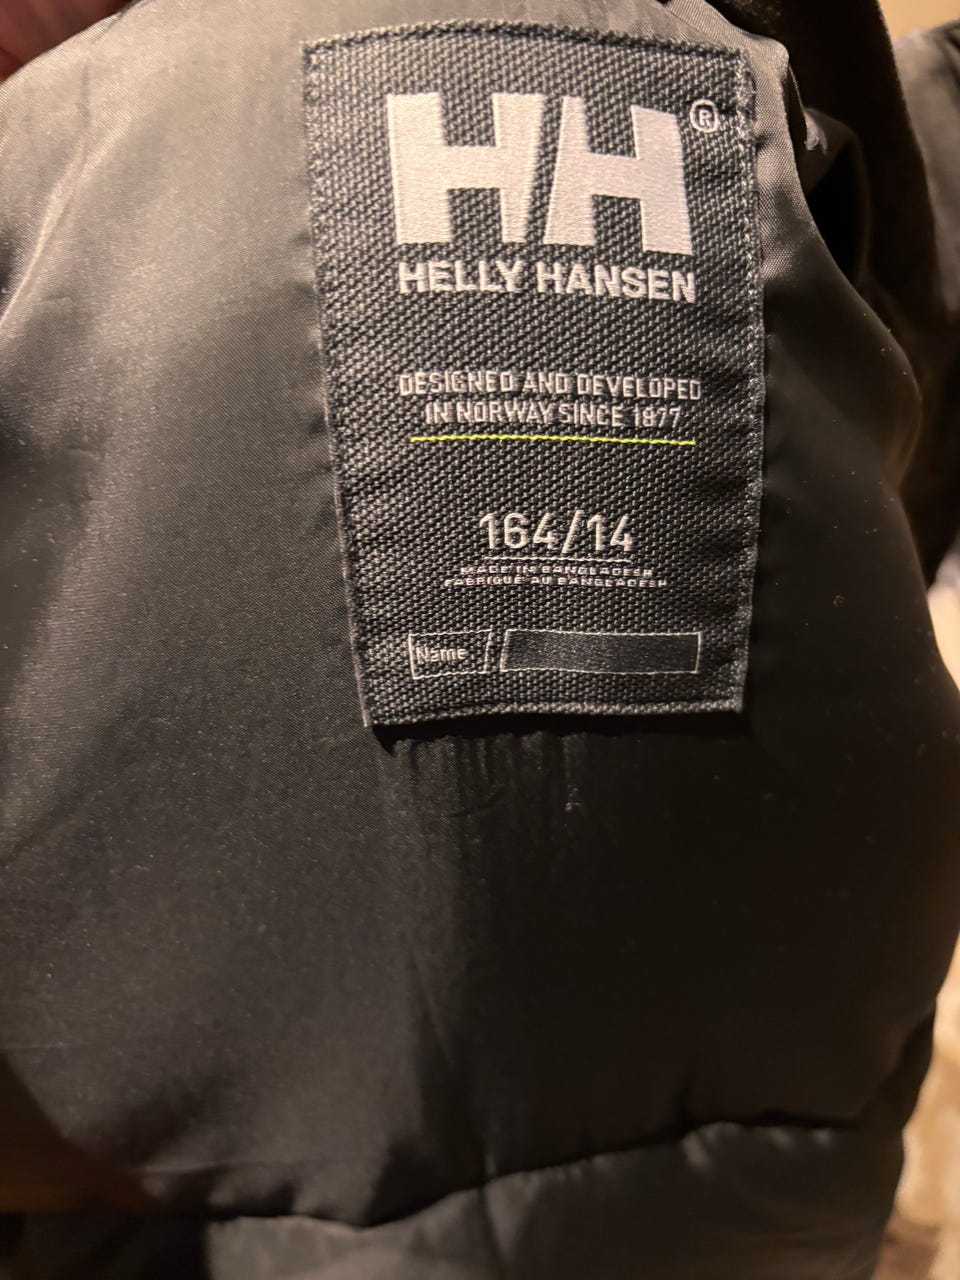 HH®
HELLY HANSEN
DESIGNED AND DEVELOPED
IN NORWAY SINCE 1877
164/14
MADE IN BANGLADESH
FABRIQUÉ AU BANGLADESH
Name